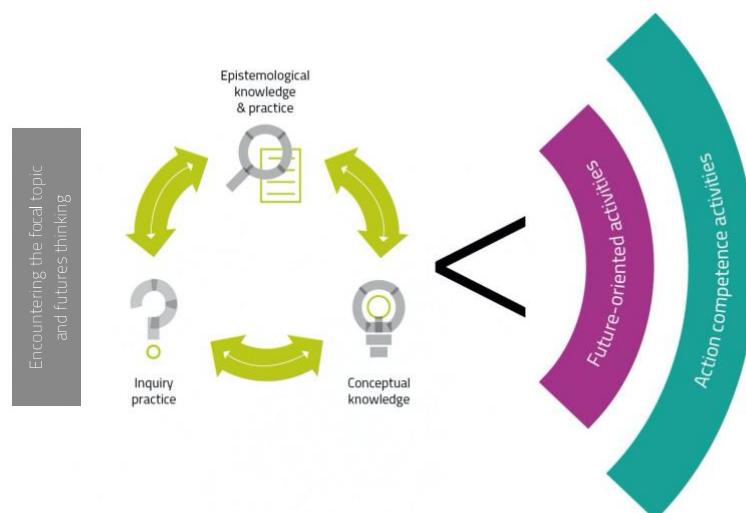 Encountering the focal topic
and futures thinking
Epistemological
knowledge
& practice
Inquiry
practice
Conceptual
knowledge
Future-oriented activities
Action competence activities